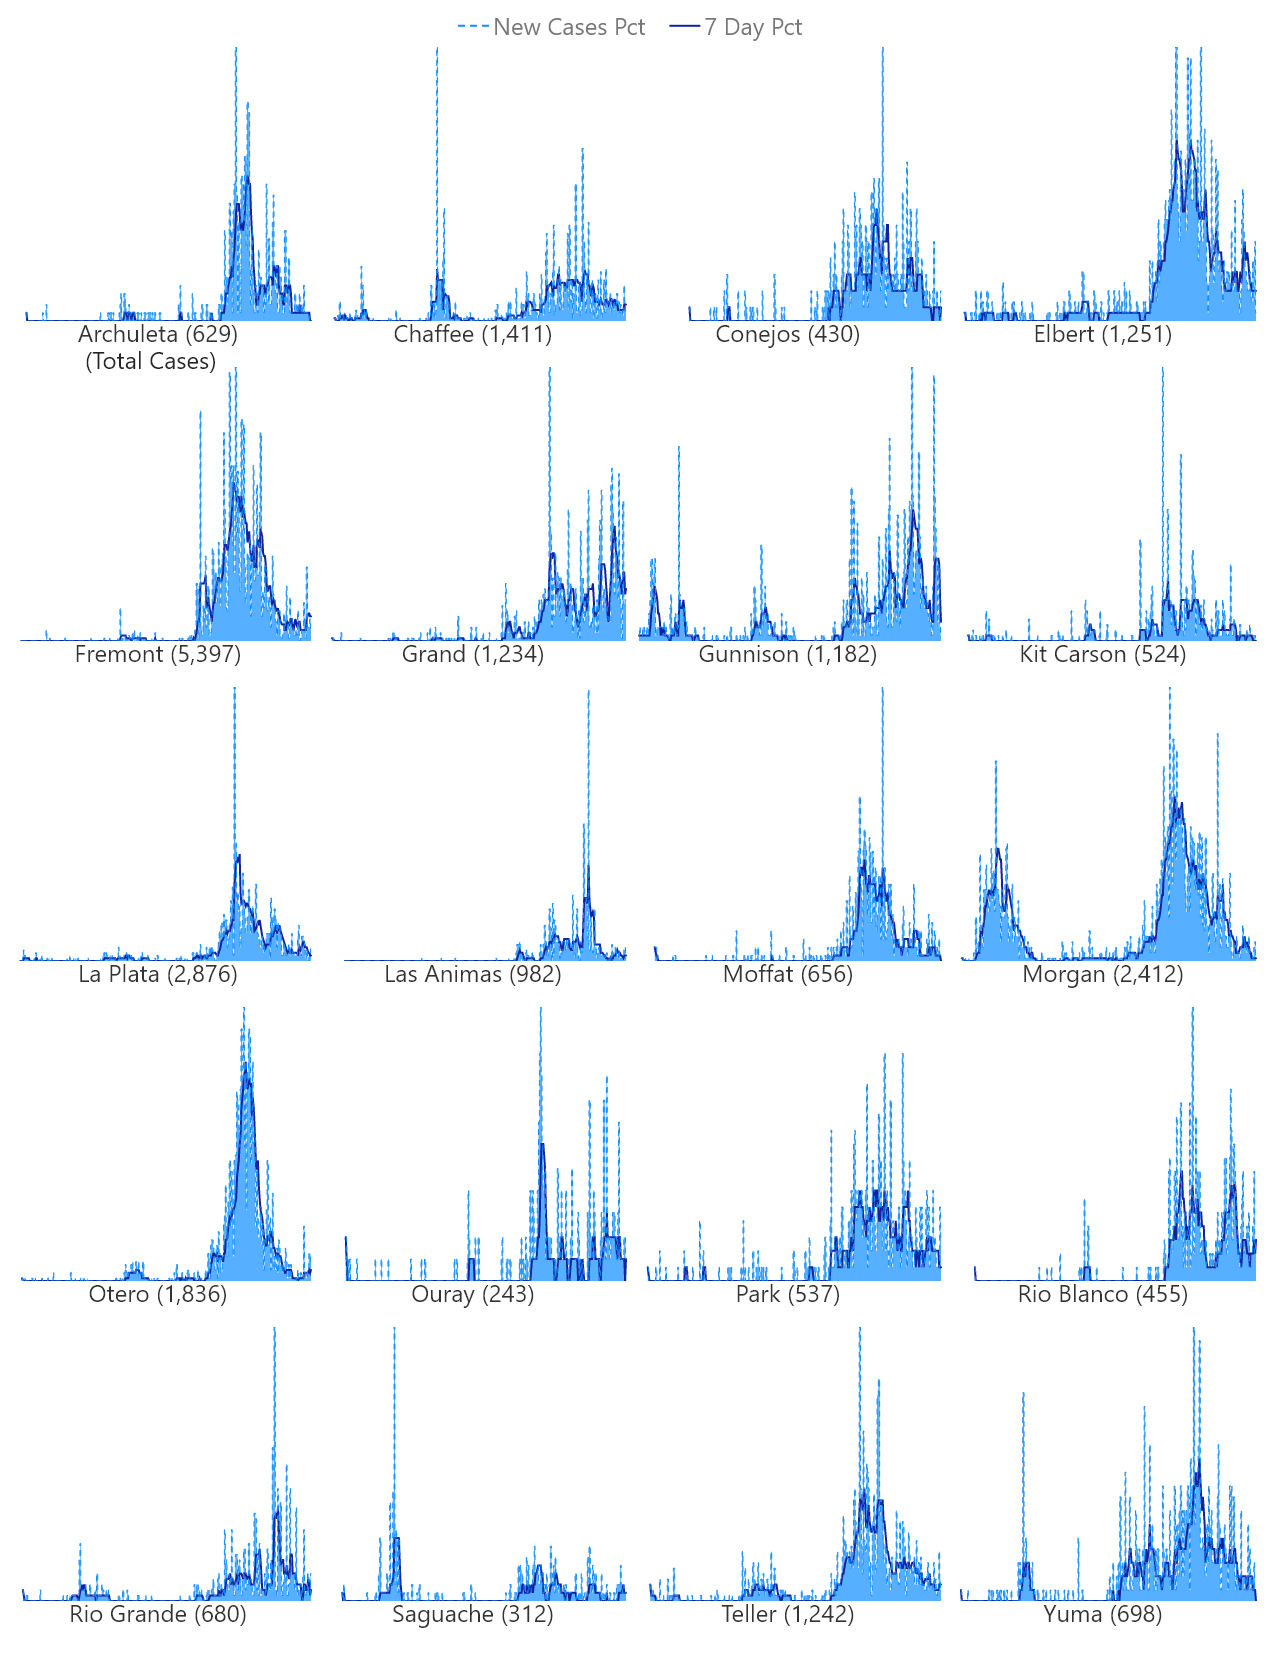 New Cases Pct 7 Day Pct
Archuleta (629) Chaffee (1,411) Conejos (430) Elbert (1,251)
(Total Cases)
Fremont (5,397) Grand (1,234) Gunnison (1,182) Kit Carson (524)
La Plata (2,876) Las Animas (982) Moffat (656) Morgan (2,412)
Otero (1,836) Ouray (243) Park (537) Rio Blanco (455)
Rio Grande (680) Saguache (312) Teller (1,242) Yuma (698)